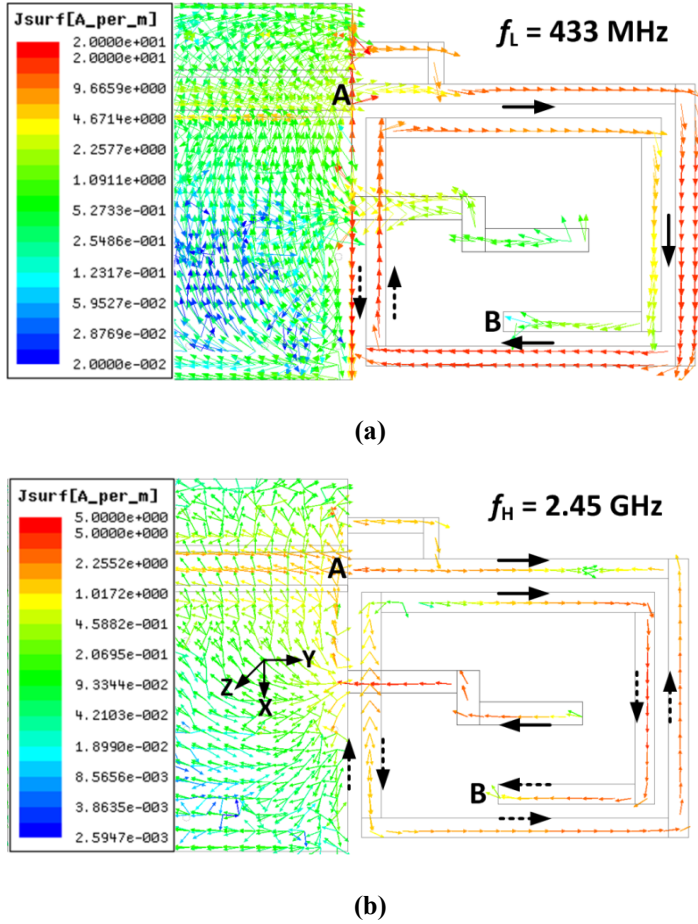 Jsurf[A_per_m]
2.0000e+001
2.0000e+001
9.6659e+000
4.6714e+000
2.2577e+000
1.0911e+000
5.2733e-001
2.5486e-001
1.2317e-001
5.9527e-002
2.8769e-002
2.0000e-002
fL = 433 MHz
A
B
(a)
Jsurf[A_per_m]
5.0000e+000
5.0000e+000
2.2552e+000
1.0172e+000
4.5882e-001
2.0695e-001
9.3344e-002
4.2103e-002
1.8990e-002
8.5656e-003
3.8635e-003
2.5947e-003
fH = 2.45 GHz
A
Y
Z
X
B
(b)